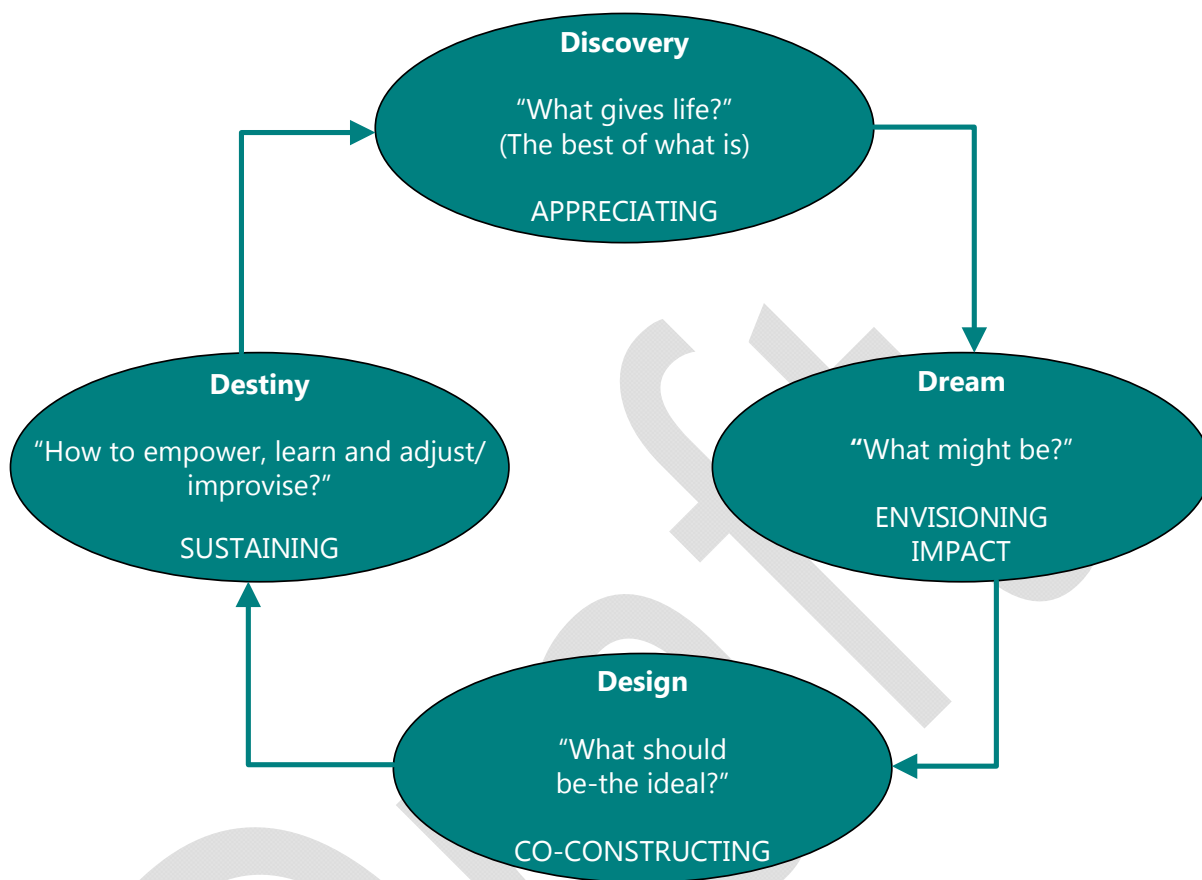 Discovery
“What gives life?”
(The best of what is)
APPRECIATING
Dream
“What might be?”
ENVISIONING
IMPACT
Design
“What should
be-the ideal?”
CO-CONSTRUCTING
Destiny
“How to empower, learn and adjust/
improvise?”
SUSTAINING